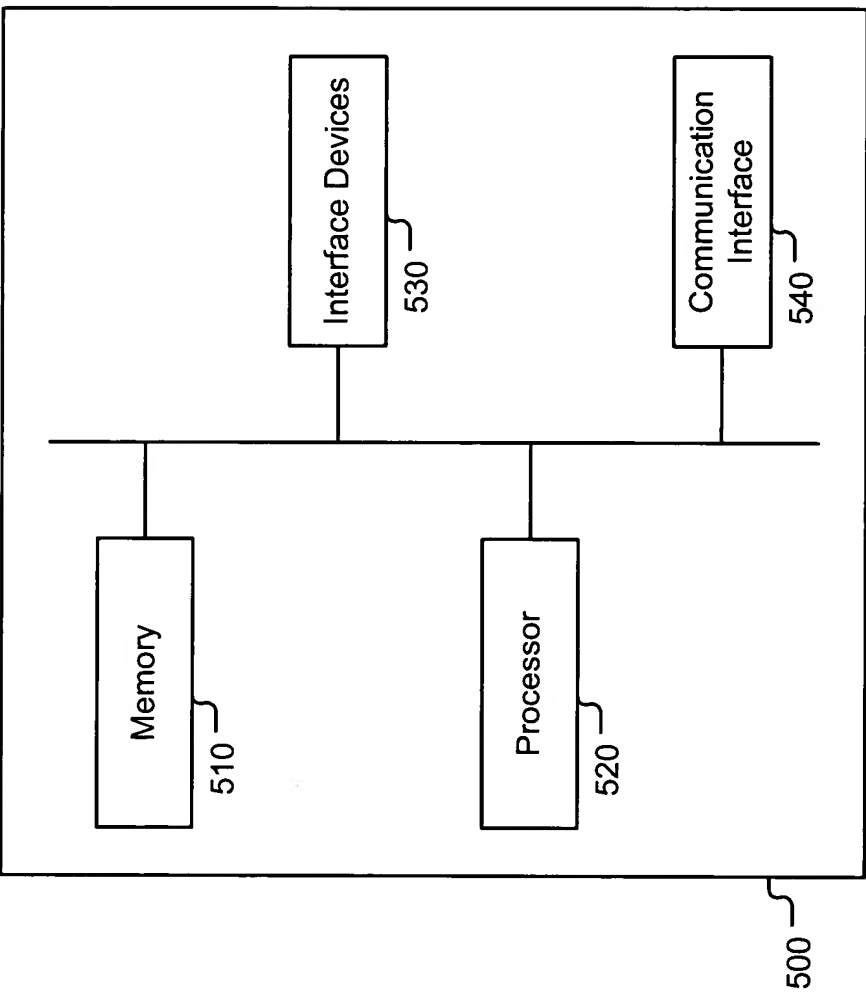 Memory
510
Interface Devices
530
Processor
520
Communication
Interface
540
500